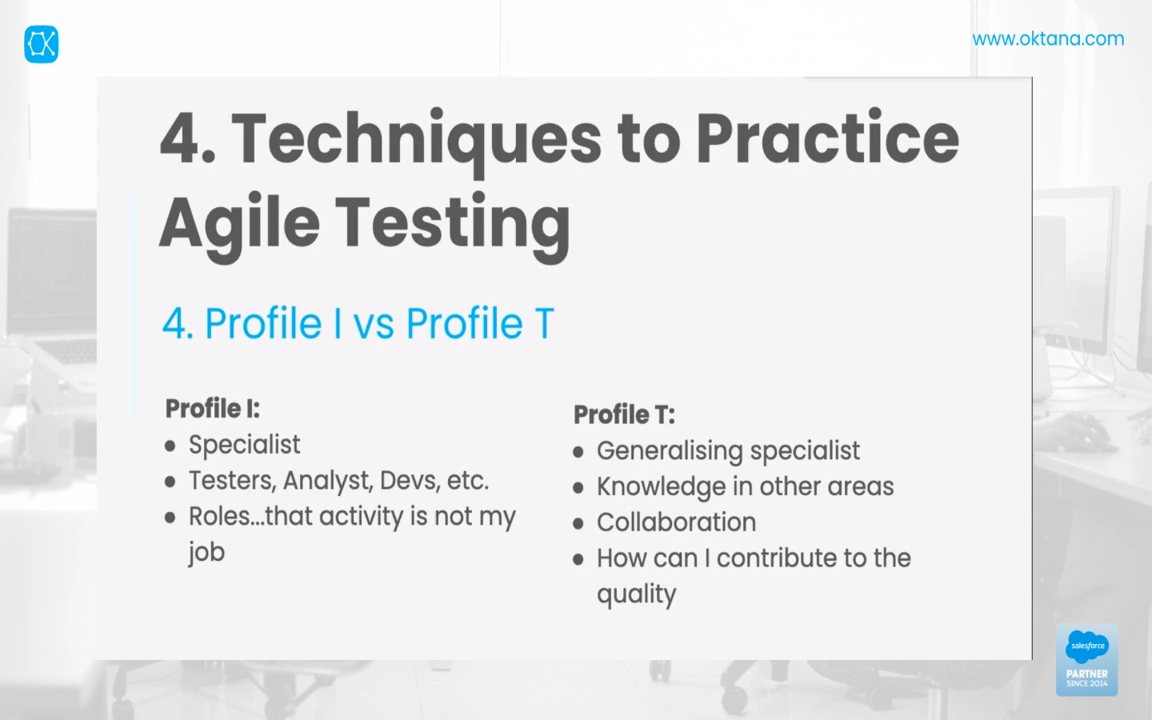 www.oktana.com
4. Techniques to Practice
Agile Testing
4. Profile I vs Profile T
Profile I:
● Specialist
● Testers, Analyst, Devs, etc.
● Roles...that activity is not my
job
Profile T:
● Generalising specialist
● Knowledge in other areas
● Collaboration
● How can I contribute to the
quality
salesforce
PARTNER
SINCE 2014